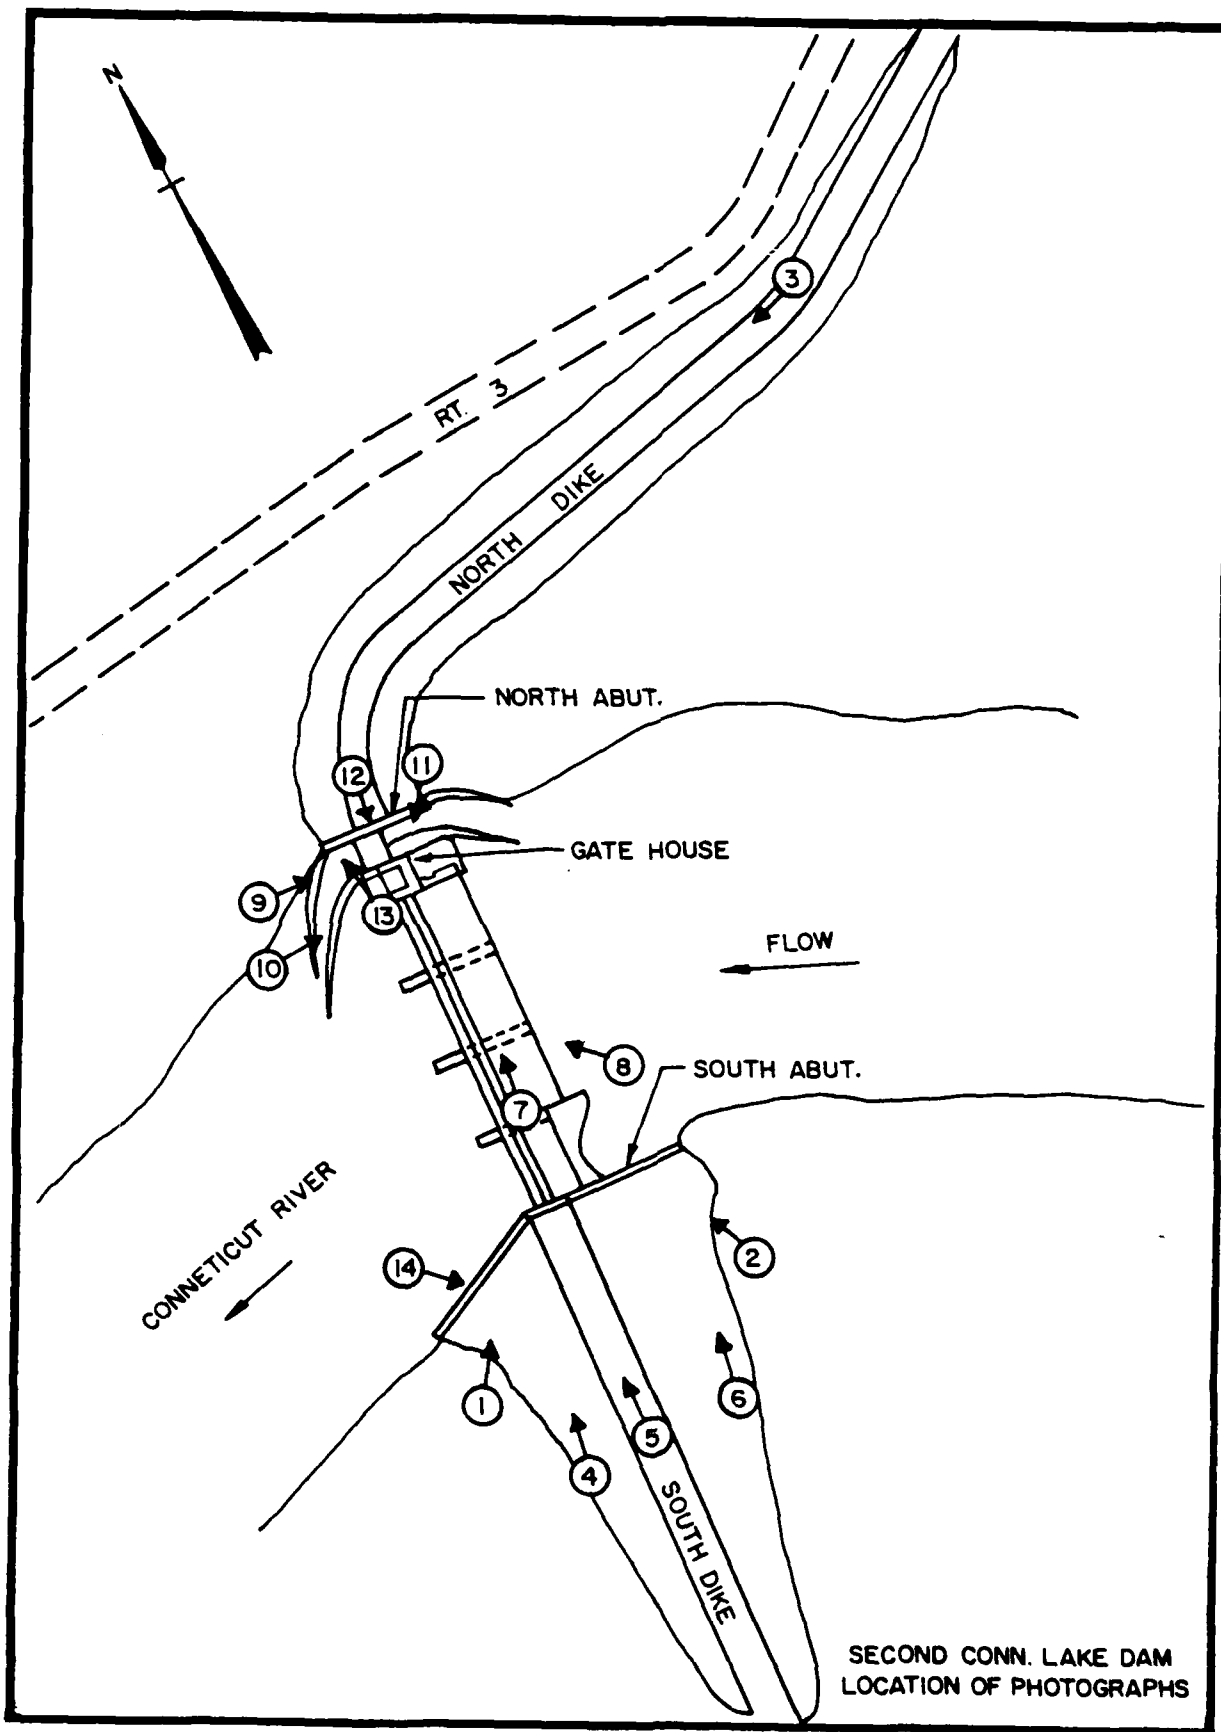 N
3
RT. 3
NORTH DIKE
NORTH ABUT.
12
11
GATE HOUSE
9
13
10
FLOW
8
SOUTH ABUT.
7
CONNETICUT RIVER
14
2
6
1
5
4
SOUTH DIKE
SECOND CONN. LAKE DAM
LOCATION OF PHOTOGRAPHS